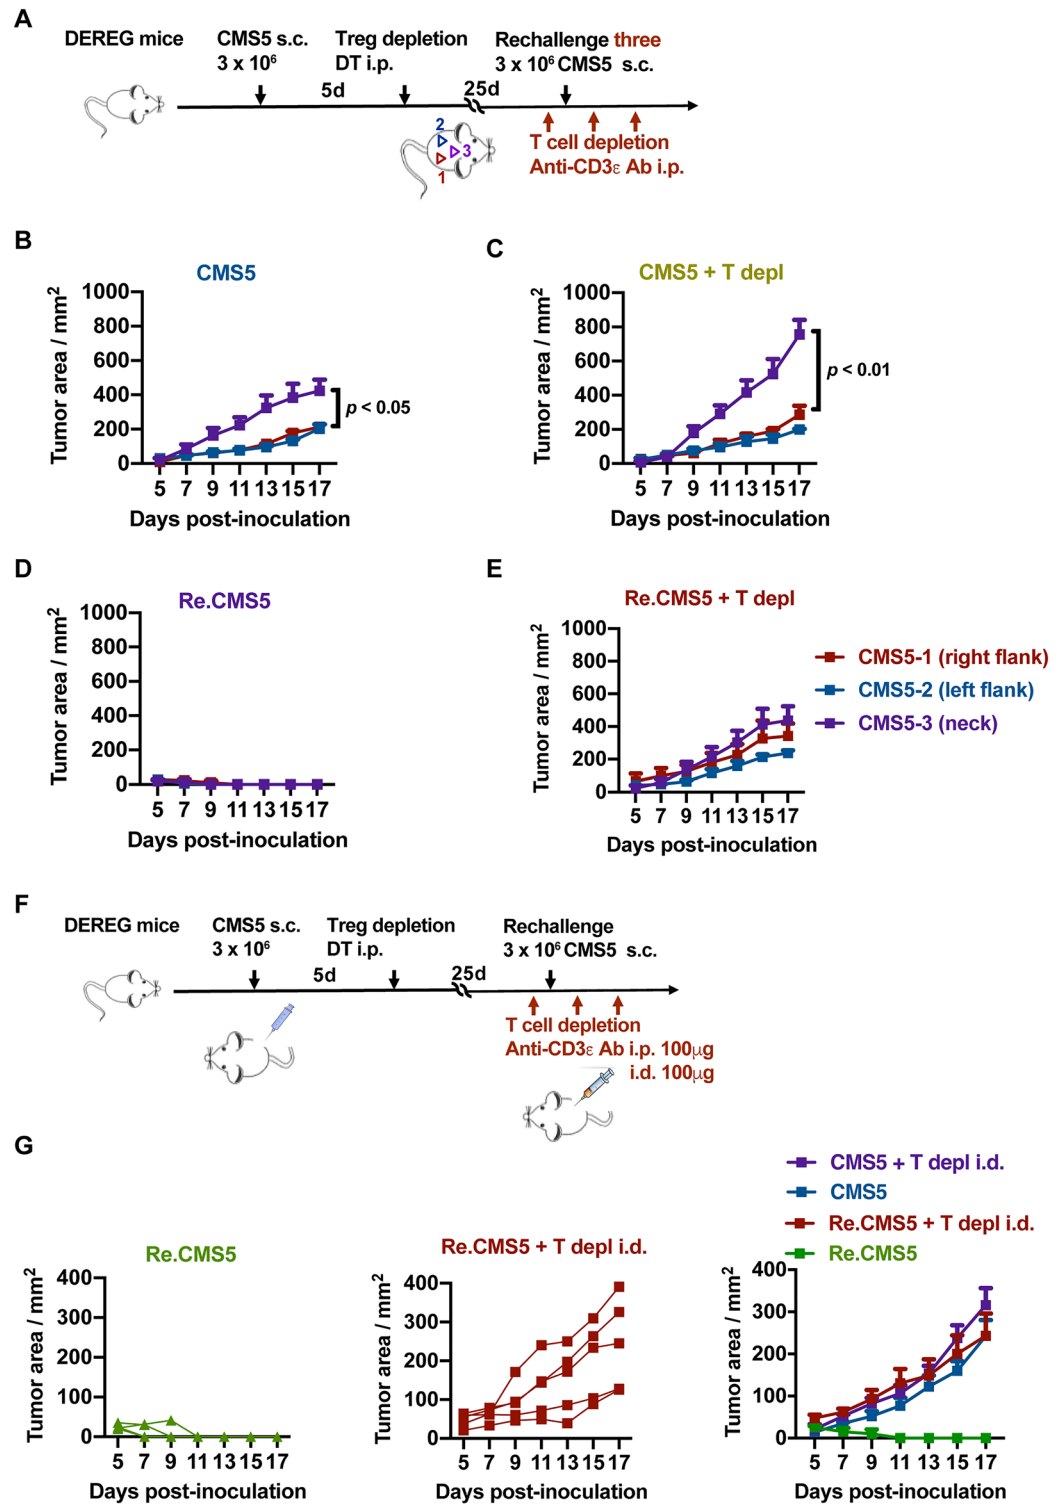 A
DEREG mice
CMS5 s.c.
3 x 10⁶
Treg depletion
DT i.p.
Rechallenge three
3 x 10⁶ CMS5 s.c.
5d
25d
2
3
1
T cell depletion
Anti-CD3ε Ab i.p.
B
CMS5
Tumor area / mm²
1000
800
600
400
200
0
p < 0.05
5 7 9 11 13 15 17
Days post-inoculation
C
CMS5 + T depl
Tumor area / mm²
1000
800
600
400
200
0
p < 0.01
5 7 9 11 13 15 17
Days post-inoculation
D
Re.CMS5
Tumor area / mm²
1000
800
600
400
200
0
5 7 9 11 13 15 17
Days post-inoculation
E
Re.CMS5 + T depl
Tumor area / mm²
1000
800
600
400
200
0
5 7 9 11 13 15 17
Days post-inoculation
CMS5-1 (right flank)
CMS5-2 (left flank)
CMS5-3 (neck)
F
DEREG mice
CMS5 s.c.
3 x 10⁶
Treg depletion
DT i.p.
Rechallenge
3 x 10⁶ CMS5 s.c.
5d
25d
T cell depletion
Anti-CD3ε Ab i.p. 100µg
i.d. 100µg
G
Re.CMS5
Tumor area / mm²
400
300
200
100
0
5 7 9 11 13 15 17
Days post-inoculation
Re.CMS5 + T depl i.d.
Tumor area / mm²
400
300
200
100
0
5 7 9 11 13 15 17
Days post-inoculation
CMS5 + T depl i.d.
CMS5
Re.CMS5 + T depl i.d.
Re.CMS5
Tumor area / mm²
400
300
200
100
0
5 7 9 11 13 15 17
Days post-inoculation